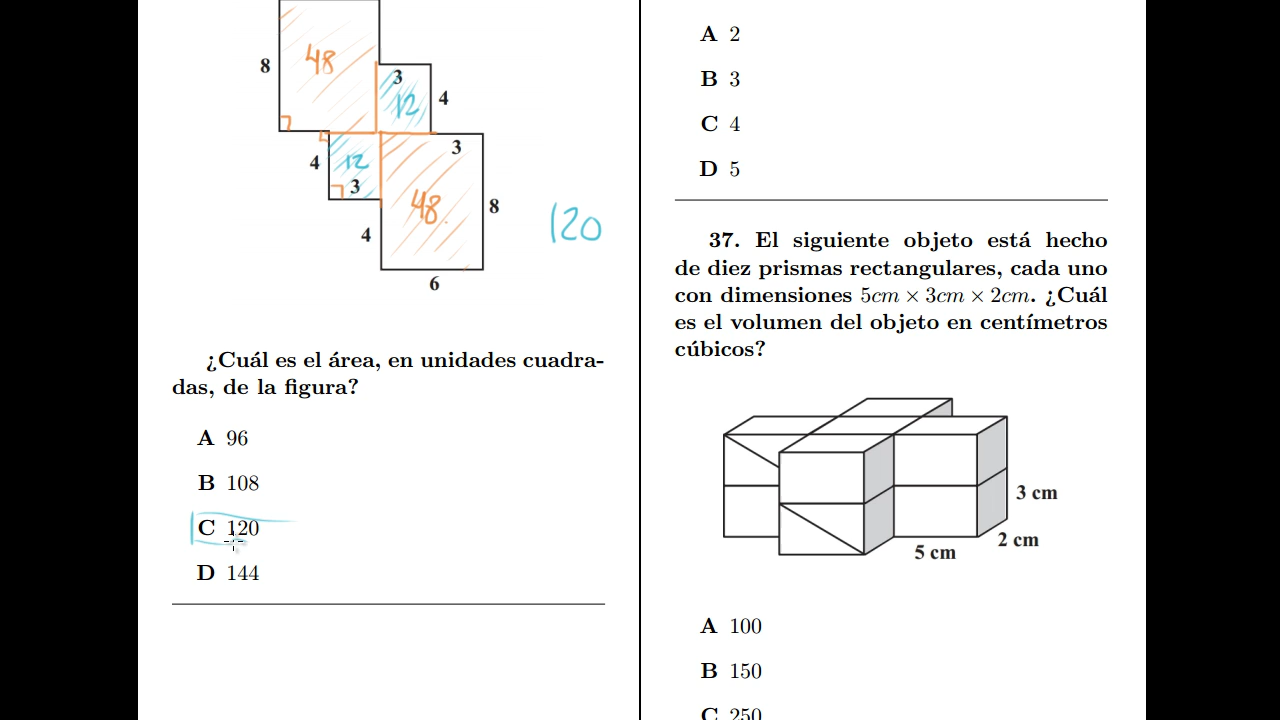 8
48
3
12
4
4
12
3
3
48
8
4
6
120
¿Cuál es el área, en unidades cuadra-
das, de la figura?
A 96
B 108
C 120
D 144
A 2
B 3
C 4
D 5
37. El siguiente objeto está hecho
de diez prismas rectangulares, cada uno
con dimensiones 5cm × 3cm × 2cm. ¿Cuál
es el volumen del objeto en centímetros
cúbicos?
3 cm
2 cm
5 cm
A 100
B 150
C 250